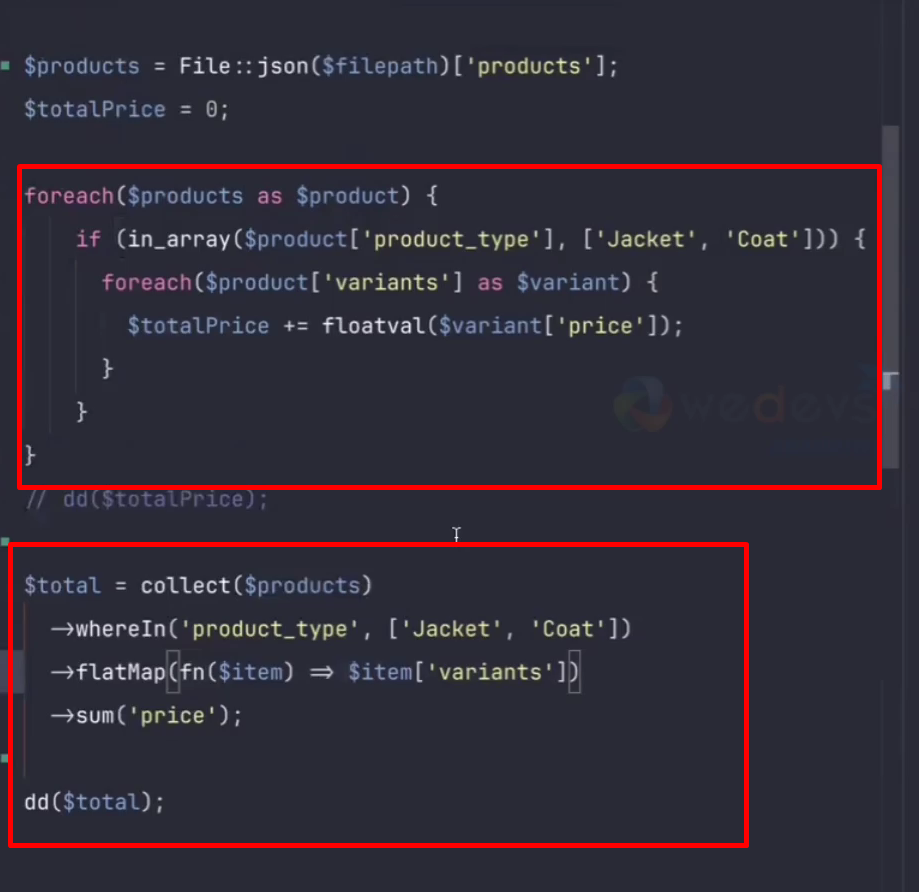 $products = File::json($filepath)['products'];
$totalPrice = 0;
foreach($products as $product) {
if (in_array($product['product_type'], ['Jacket', 'Coat'])) {
foreach($product['variants'] as $variant) {
$totalPrice += floatval($variant['price']);
}
}
}
wedevs
// dd($totalPrice);
$total = collect($products)
->whereIn('product_type', ['Jacket', 'Coat'])
->flatMap(fn($item) => $item['variants'])
->sum('price');
dd($total);